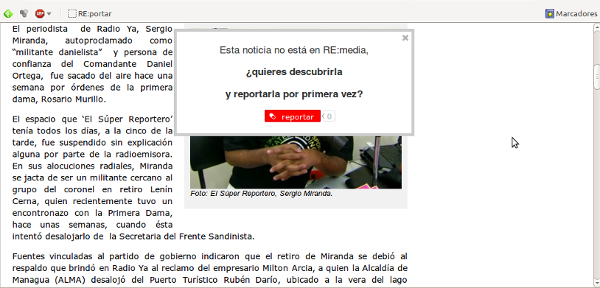 RE:portar
Marcadores
El periodista de Radio Ya, Sergio
Miranda, autoproclamado como
“militante danielista” y persona de
confianza del Comandante Daniel
Ortega, fue sacado del aire hace una
semana por órdenes de la primera
dama, Rosario Murillo.
El espacio que ‘El Súper Reportero’
tenía todos los días, a la cinco de la
tarde, fue suspendido sin explicación
alguna por parte de la radioemisora.
En sus alocuciones radiales, Miranda
se jacta de ser un militante cercano al
grupo del coronel en retiro Lenín
Cerna, quien recientemente tuvo un
encontronazo con la Primera Dama,
hace unas semanas, cuando ésta
intentó desalojarlo de la Secretaria del Frente Sandinista.
Esta noticia no está en RE:media,
¿quieres descubrirla
y reportarla por primera vez?
reportar
0
Foto: El Súper Reportero, Sergio Miranda.
Fuentes vinculadas al partido de gobierno indicaron que el retiro de Miranda se debió al
respaldo que brindó en Radio Ya al reclamo del empresario Milton Arcia, a quien la Alcaldía de
Managua (ALMA) desalojó del Puerto Turístico Rubén Darío, ubicado a la vera del lago